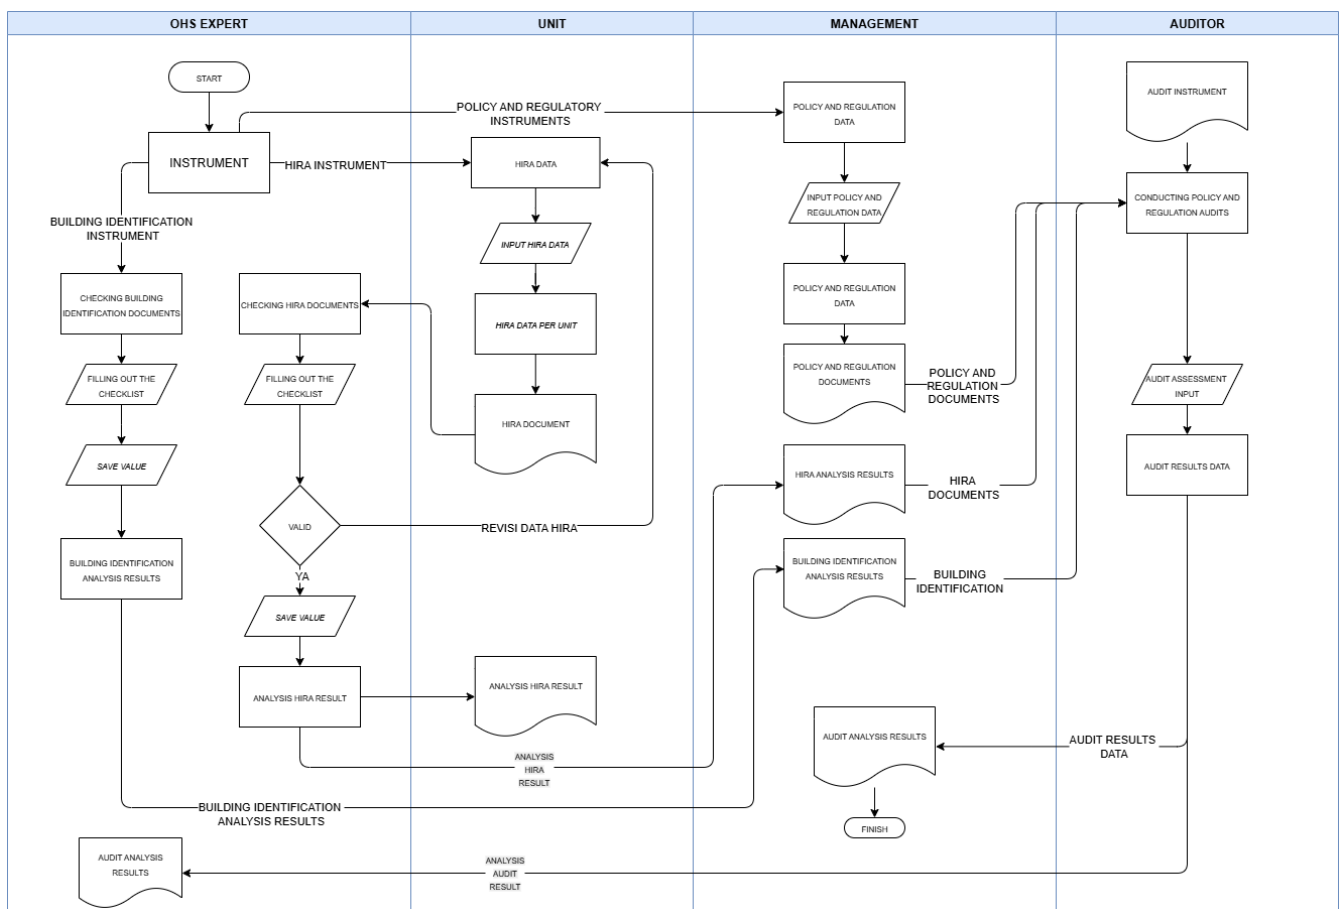 OHS EXPERT
UNIT
MANAGEMENT
AUDITOR
START
INSTRUMENT
HIRA INSTRUMENT
BUILDING IDENTIFICATION
INSTRUMENT
CHECKING BUILDING
IDENTIFICATION DOCUMENTS
FILLING OUT THE
CHECKLIST
SAVE VALUE
BUILDING IDENTIFICATION
ANALYSIS RESULTS
CHECKING HIRA DOCUMENTS
FILLING OUT THE
CHECKLIST
VALID
YA
SAVE VALUE
ANALYSIS HIRA RESULT
BUILDING IDENTIFICATION
ANALYSIS RESULTS
AUDIT ANALYSIS
RESULTS
POLICY AND REGULATORY
INSTRUMENTS
HIRA DATA
INPUT HIRA DATA
HIRA DATA PER UNIT
HIRA DOCUMENT
REVISI DATA HIRA
ANALYSIS HIRA RESULT
ANALYSIS
HIRA
RESULT
ANALYSIS
AUDIT
RESULT
POLICY AND REGULATION
DATA
INPUT POLICY AND
REGULATION DATA
POLICY AND REGULATION
DATA
POLICY AND REGULATION
DOCUMENTS
POLICY AND
REGULATION
DOCUMENTS
HIRA ANALYSIS RESULTS
HIRA
DOCUMENTS
BUILDING IDENTIFICATION
ANALYSIS RESULTS
BUILDING
IDENTIFICATION
AUDIT ANALYSIS RESULTS
FINISH
AUDIT INSTRUMENT
CONDUCTING POLICY AND
REGULATION AUDITS
AUDIT ASSESSMENT
INPUT
AUDIT RESULTS DATA
AUDIT RESULTS
DATA